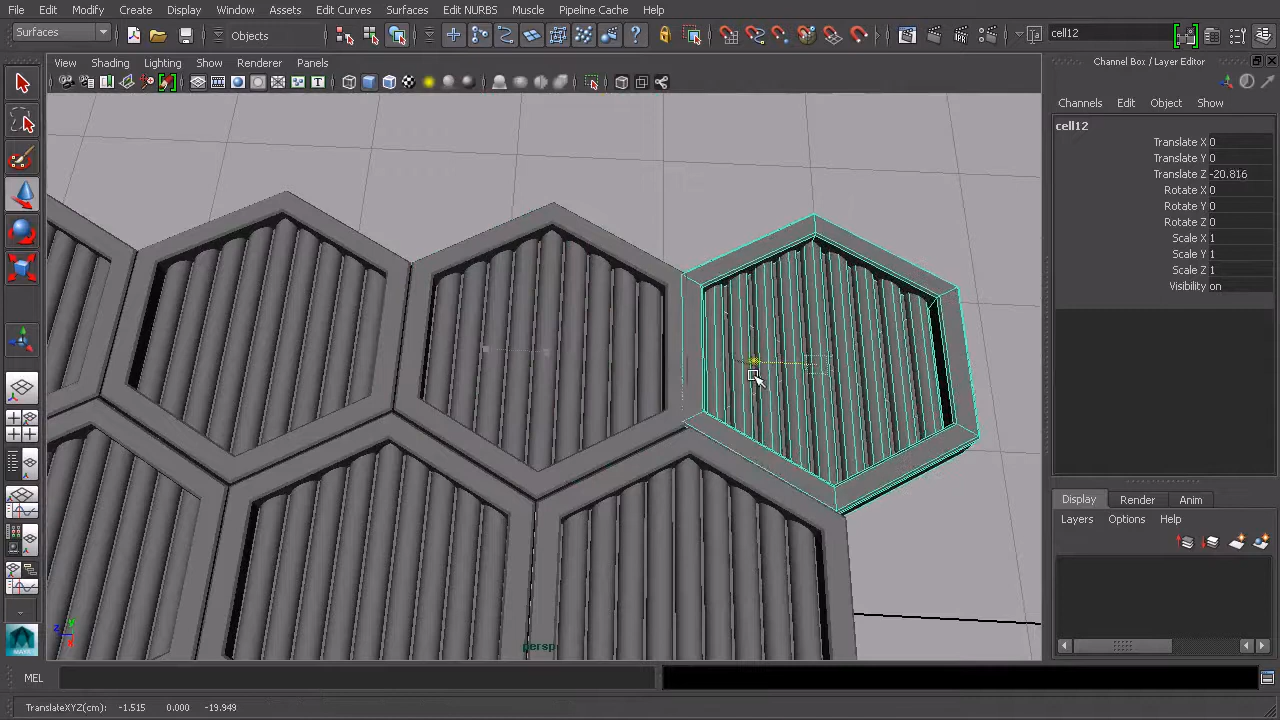 File Edit Modify Create Display Window Assets Edit Curves Surfaces Edit NURBS Muscle Pipeline Cache Help
Surfaces Objects cell12
View Shading Lighting Show Renderer Panels
Channel Box / Layer Editor
Channels Edit Object Show
cell12
Translate X 0
Translate Y 0
Translate Z -20.816
Rotate X 0
Rotate Y 0
Rotate Z 0
Scale X 1
Scale Y 1
Scale Z 1
Visibility on
Display Render Anim
Layers Options Help
z y x
persp
MEL
TranslateXYZ(cm): -1.515 0.000 -19.949